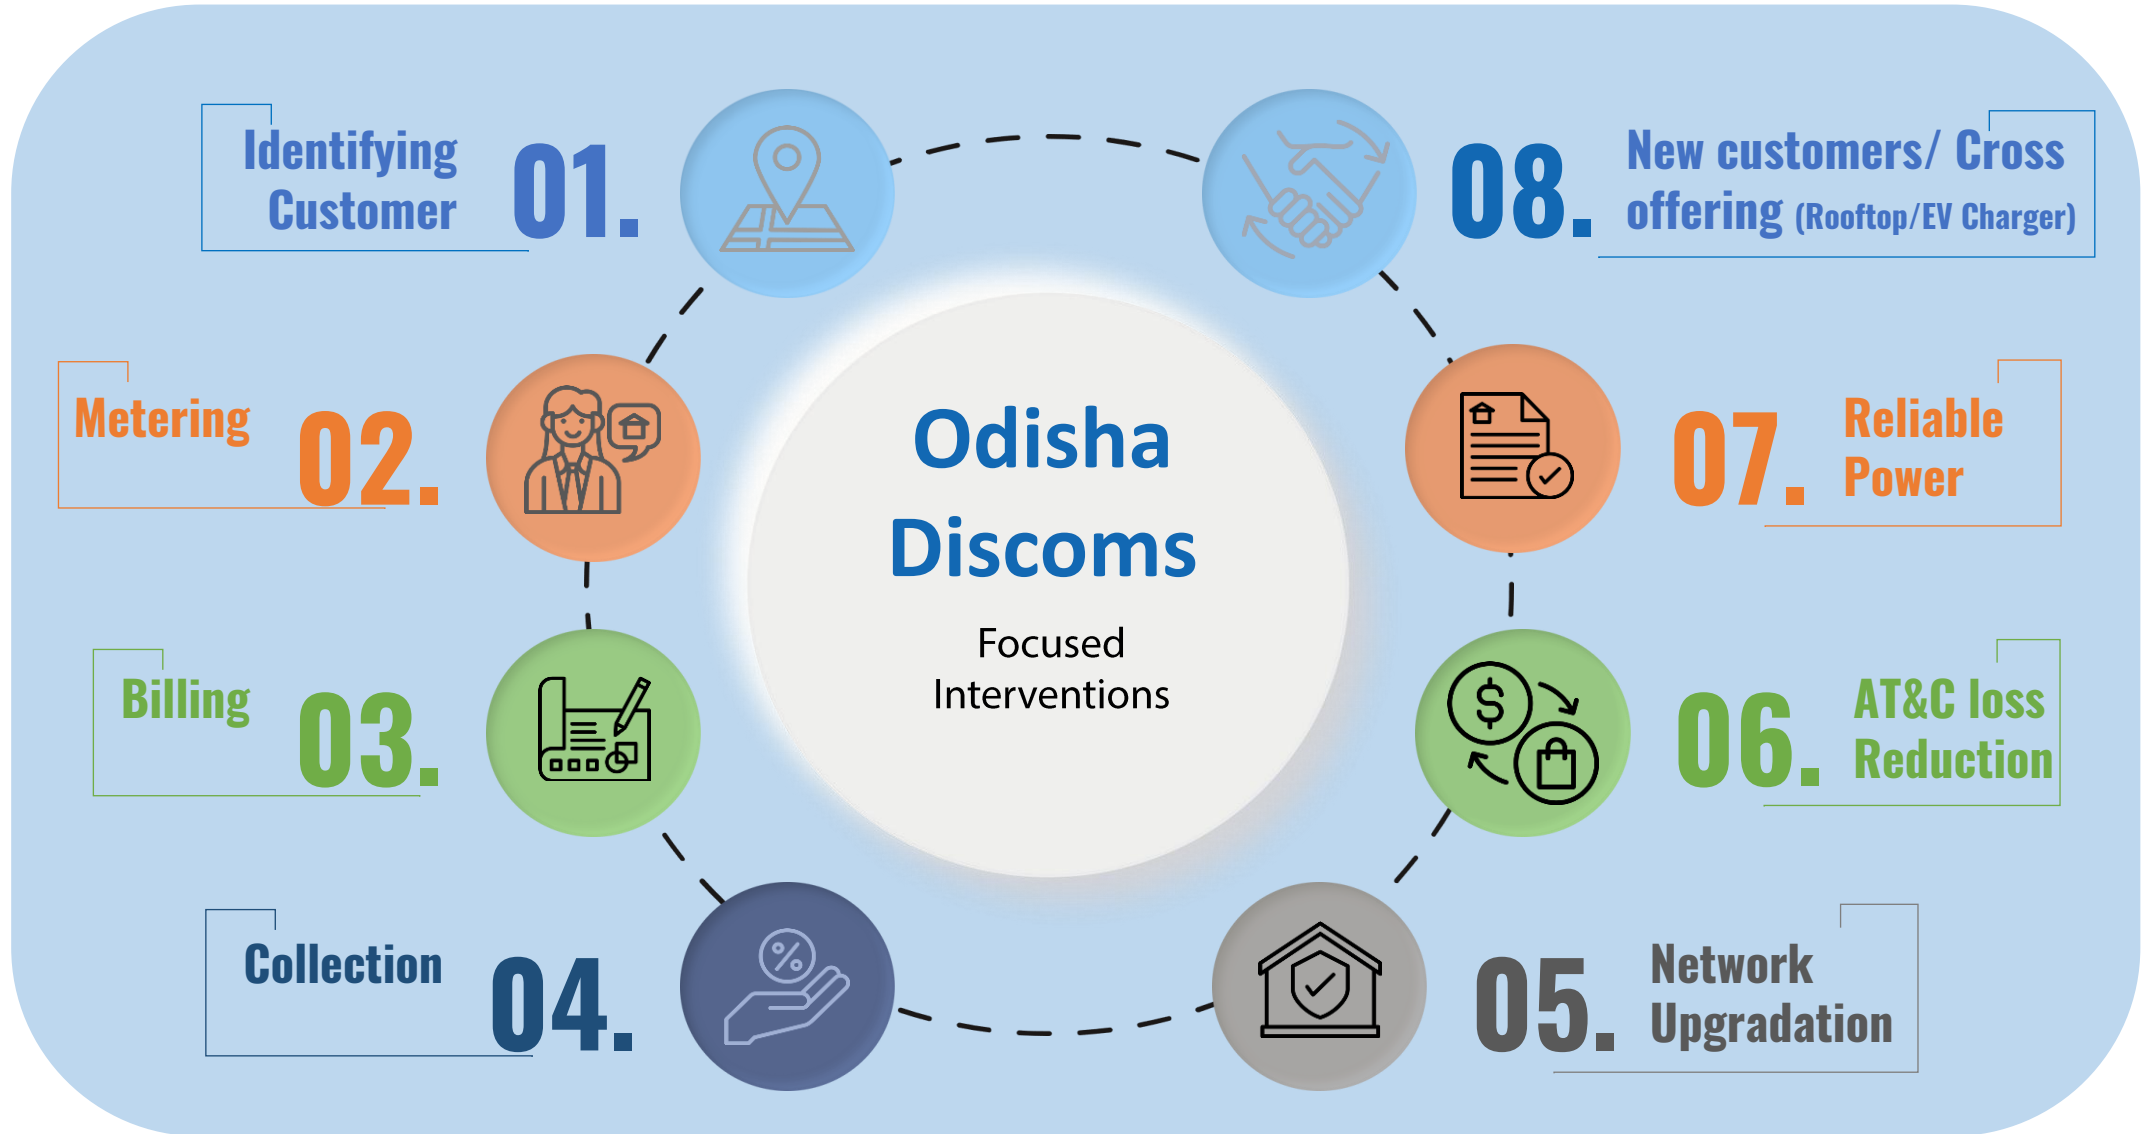 Odisha
Discoms
Focused
Interventions
01.
Identifying
Customer
02.
Metering
03.
Billing
04.
Collection
05.
Network
Upgradation
06.
AT&C loss
Reduction
07.
Reliable
Power
08.
New customers/ Cross
offering (Rooftop/EV Charger)